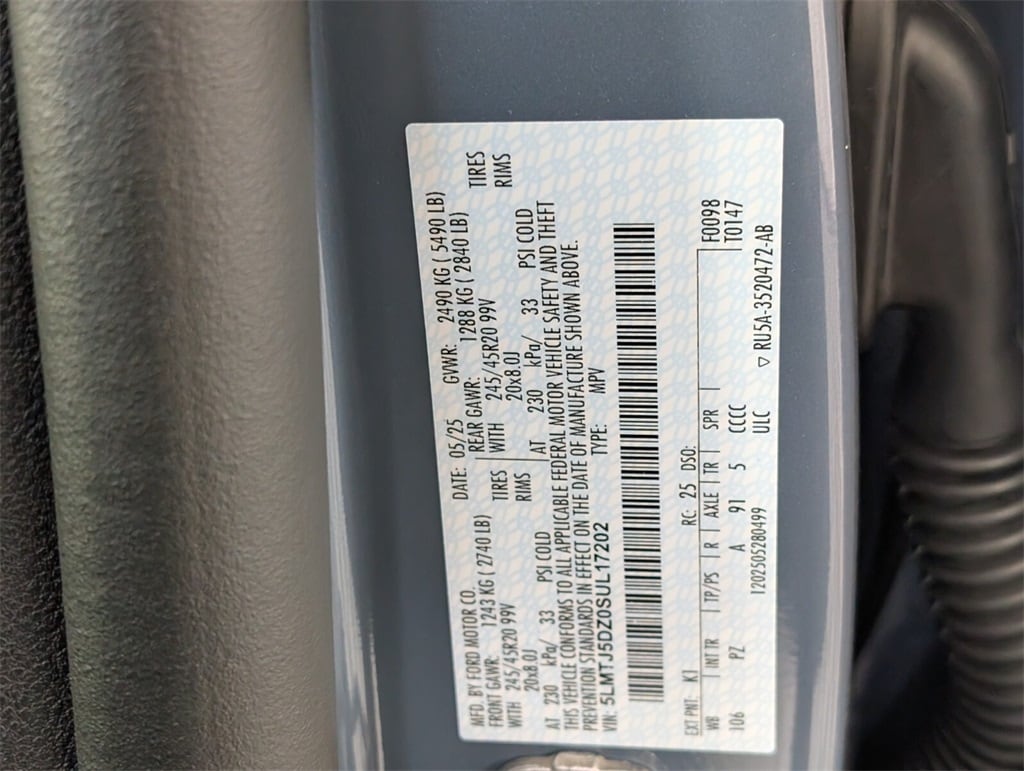 MFD. BY FORD MOTOR CO. DATE: 05/25 GVWR: 2490 KG ( 5490 LB)
FRONT GAWR: 1243 KG ( 2740 LB) REAR GAWR: 1288 KG ( 2840 LB)
WITH 245/45R20 99V TIRES WITH 245/45R20 99V TIRES
20x8.0J RIMS 20x8.0J RIMS
AT 230 kPa/ 33 PSI COLD AT 230 kPa/ 33 PSI COLD
THIS VEHICLE CONFORMS TO ALL APPLICABLE FEDERAL MOTOR VEHICLE SAFETY AND THEFT
PREVENTION STANDARDS IN EFFECT ON THE DATE OF MANUFACTURE SHOWN ABOVE.
VIN: 5LMTJ5DZ0SUL17202 TYPE: MPV
EXT PNT: K1 RC: 25 DSO: F0098
WB INT TR TP/PS R AXLE TR SPR T0147
106 PZ A 91 5 CCCC
ULC
1202505280499 ▽ RU5A-3520472-AB